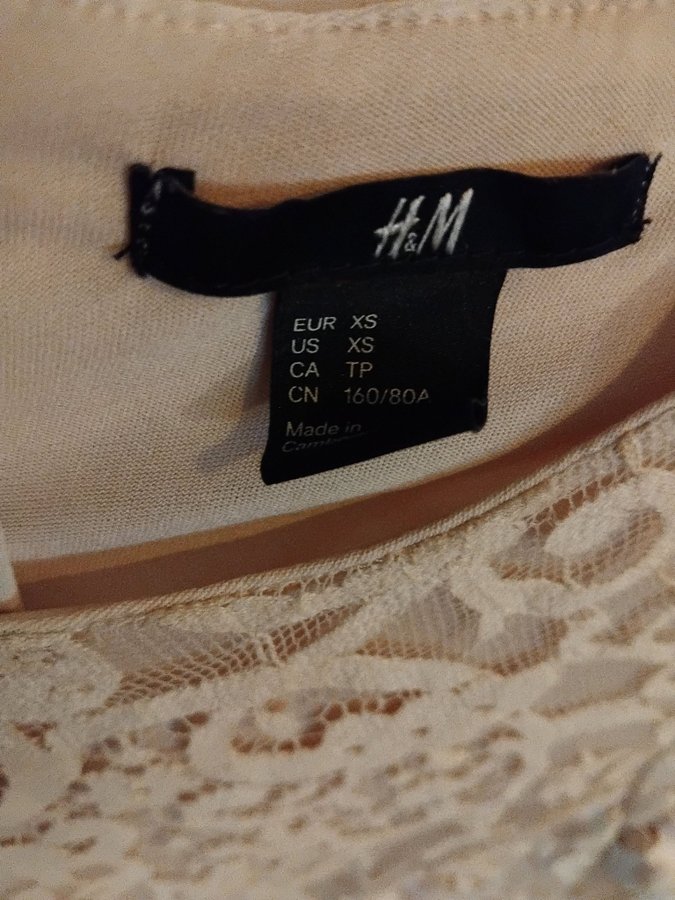 H&M
EUR XS
US XS
CA TP
CN 160/80A
Made in